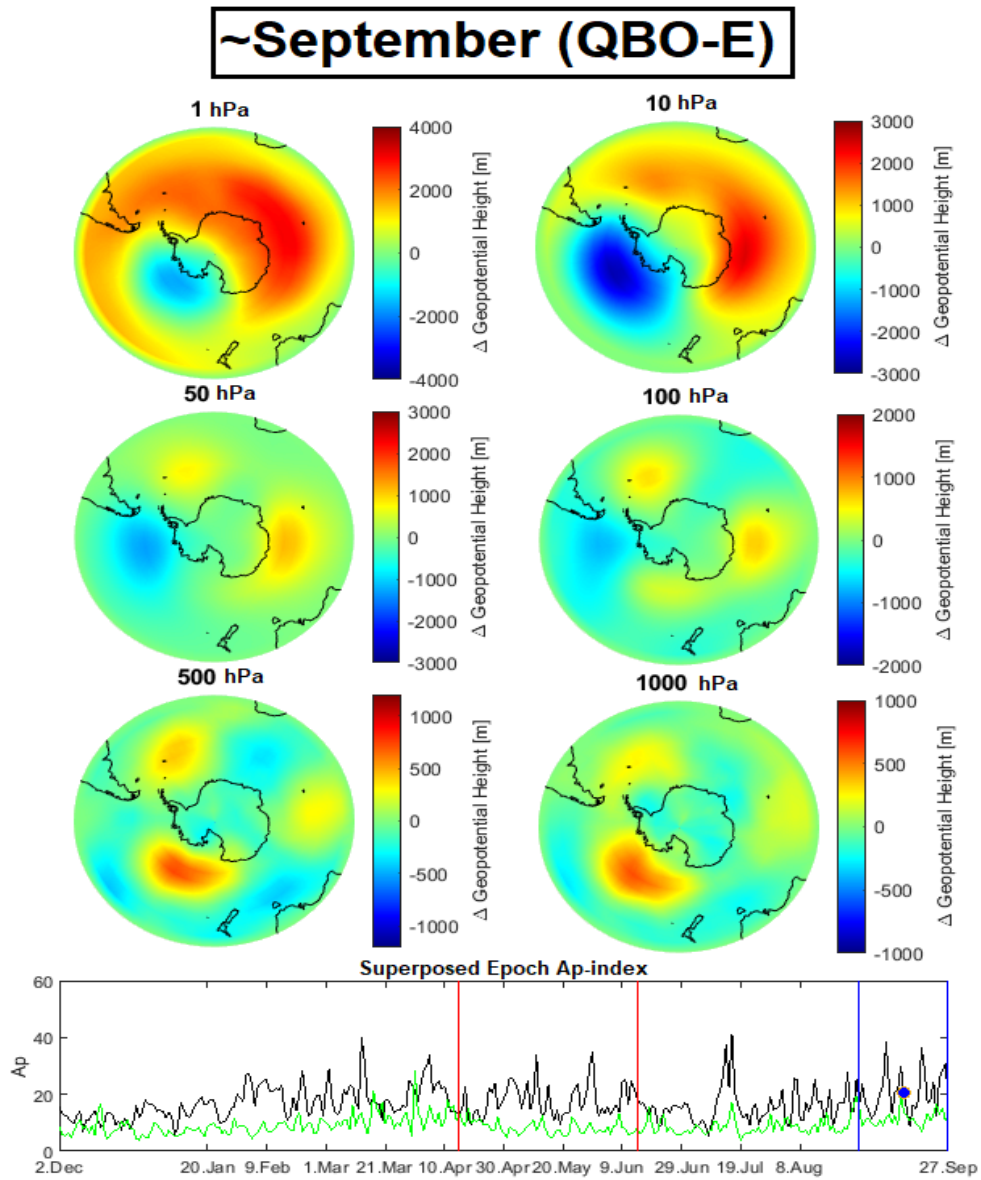 ~September (QBO-E)
1 hPa
10 hPa
4000
2000
0
-2000
-4000
Δ Geopotential Height [m]
3000
2000
1000
0
-1000
-2000
-3000
Δ Geopotential Height [m]
50 hPa
100 hPa
3000
2000
1000
0
-1000
-2000
-3000
Δ Geopotential Height [m]
2000
1000
0
-1000
-2000
Δ Geopotential Height [m]
500 hPa
1000 hPa
1000
500
0
-500
-1000
Δ Geopotential Height [m]
1000
500
0
-500
-1000
Δ Geopotential Height [m]
Superposed Epoch Ap-index
60
40
20
0
Ap
2.Dec 20.Jan 9.Feb 1.Mar 21.Mar 10.Apr 30.Apr 20.May 9.Jun 29.Jun 19.Jul 8.Aug 27.Sep